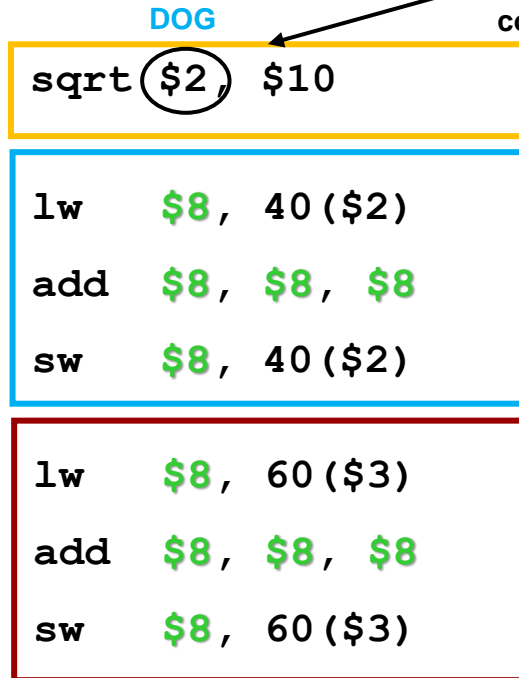 DOG co
sqrt $2, $10
lw $8, 40($2)
add $8, $8, $8
sw $8, 40($2)
lw $8, 60($3)
add $8, $8, $8
sw $8, 60($3)